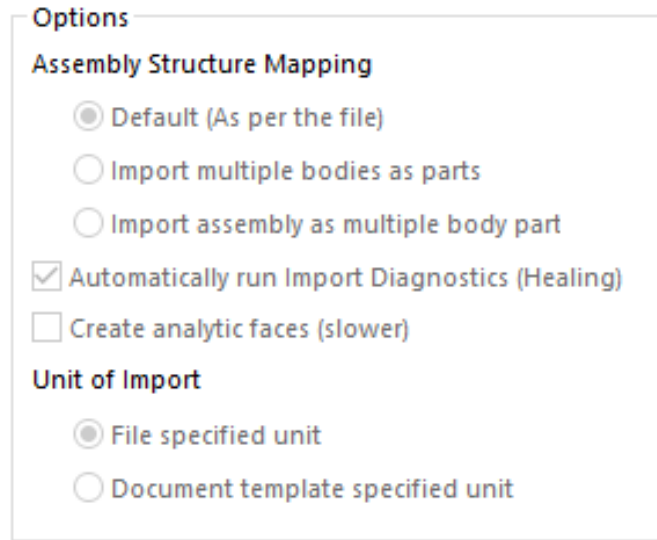 Options
Assembly Structure Mapping
Default (As per the file)
Import multiple bodies as parts
Import assembly as multiple body part
Automatically run Import Diagnostics (Healing)
Create analytic faces (slower)
Unit of Import
File specified unit
Document template specified unit